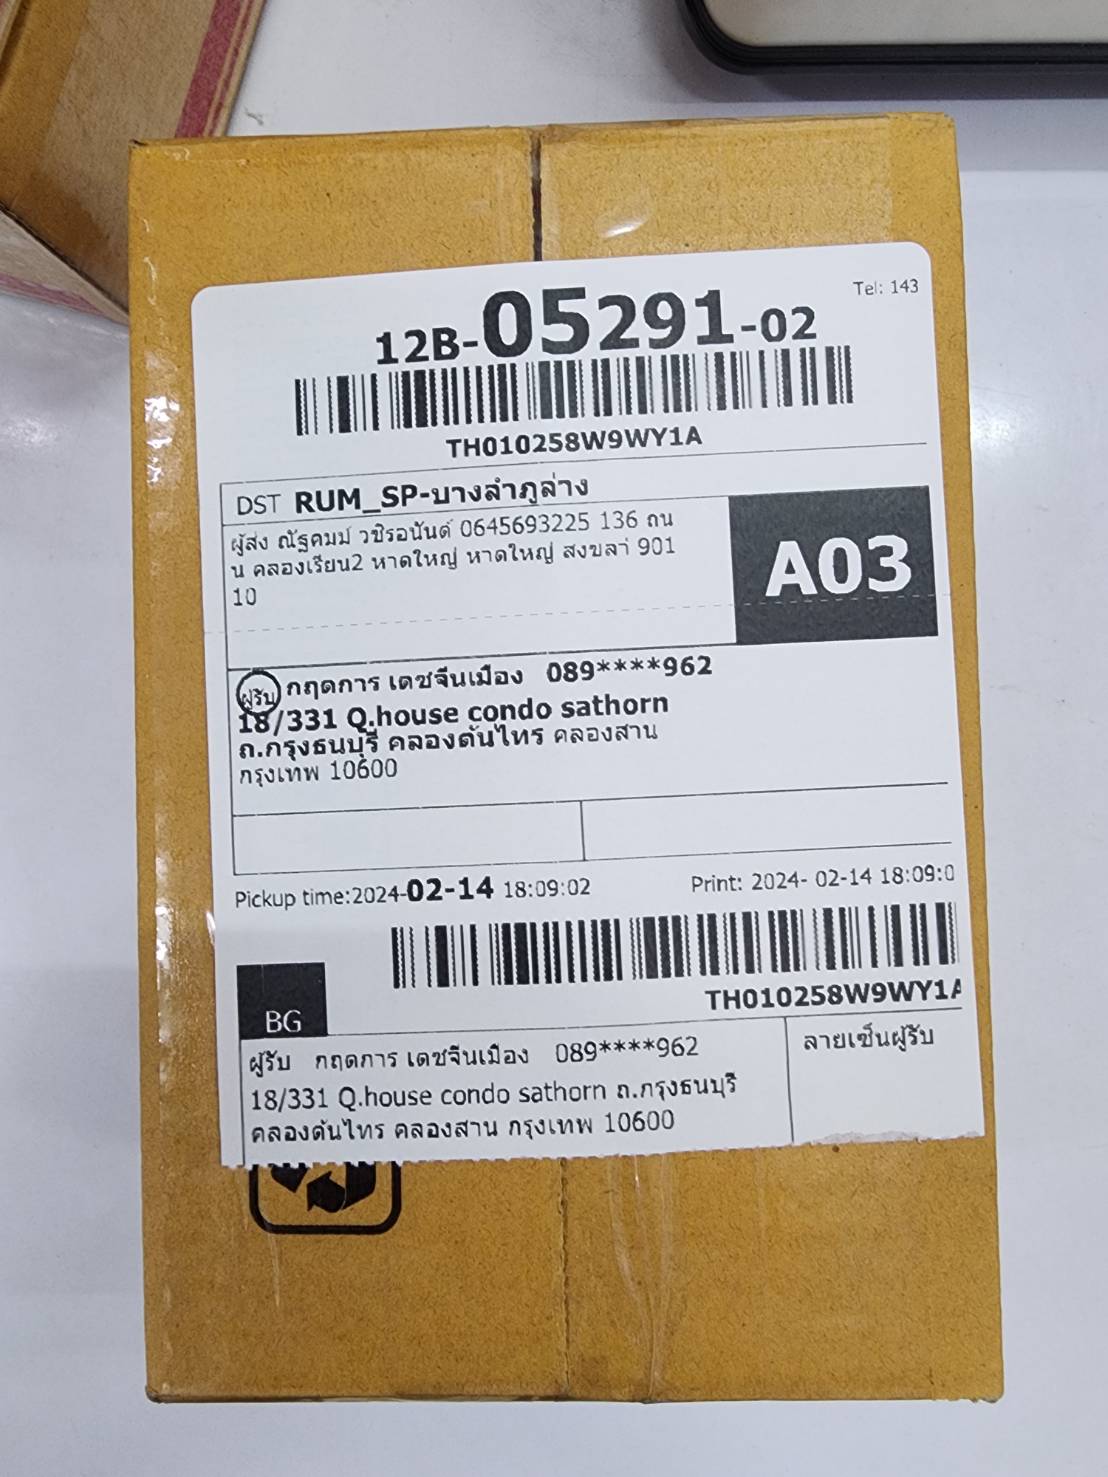 Tel: 143
12B-05291-02
TH010258W9WY1A
DST RUM_SP-บางลำภูล่าง
ผู้ส่ง ณัฐคมม์ วชิรอนันต์ 0645693225 136 ถน
น คลองเรียน2 หาดใหญ่ หาดใหญ่ สงขลา 901
10
A03
ผู้รับ กฤดการ เดชจีนเมือง 089****962
18/331 Q.house condo sathorn
ถ.กรุงธนบุรี คลองต้นไทร คลองสาน
กรุงเทพ 10600
Pickup time:2024-02-14 18:09:02
Print: 2024- 02-14 18:09:0
TH010258W9WY1A
BG
ผู้รับ กฤดการ เดชจีนเมือง 089****962
ลายเซ็นผู้รับ
18/331 Q.house condo sathorn ถ.กรุงธนบุรี
คลองต้นไทร คลองสาน กรุงเทพ 10600